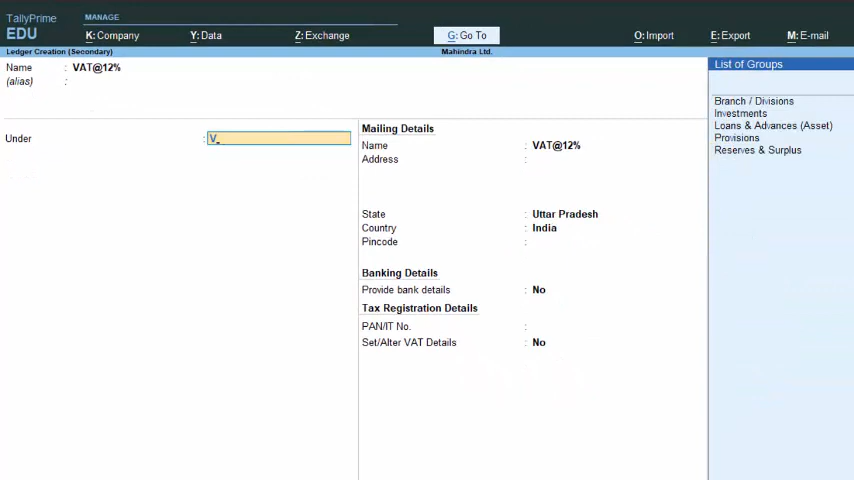 TallyPrime
MANAGE
EDU
K: Company
Y: Data
Z: Exchange
G: Go To
O: Import
E: Export
M: E-mail
Ledger Creation (Secondary)
Mahindra Ltd.
Name : VAT@12%
(alias) :
Under : V
Mailing Details
Name : VAT@12%
Address :
State : Uttar Pradesh
Country : India
Pincode :
Banking Details
Provide bank details : No
Tax Registration Details
PAN/IT No. :
Set/Alter VAT Details : No
List of Groups
Branch / Divisions
Investments
Loans & Advances (Asset)
Provisions
Reserves & Surplus